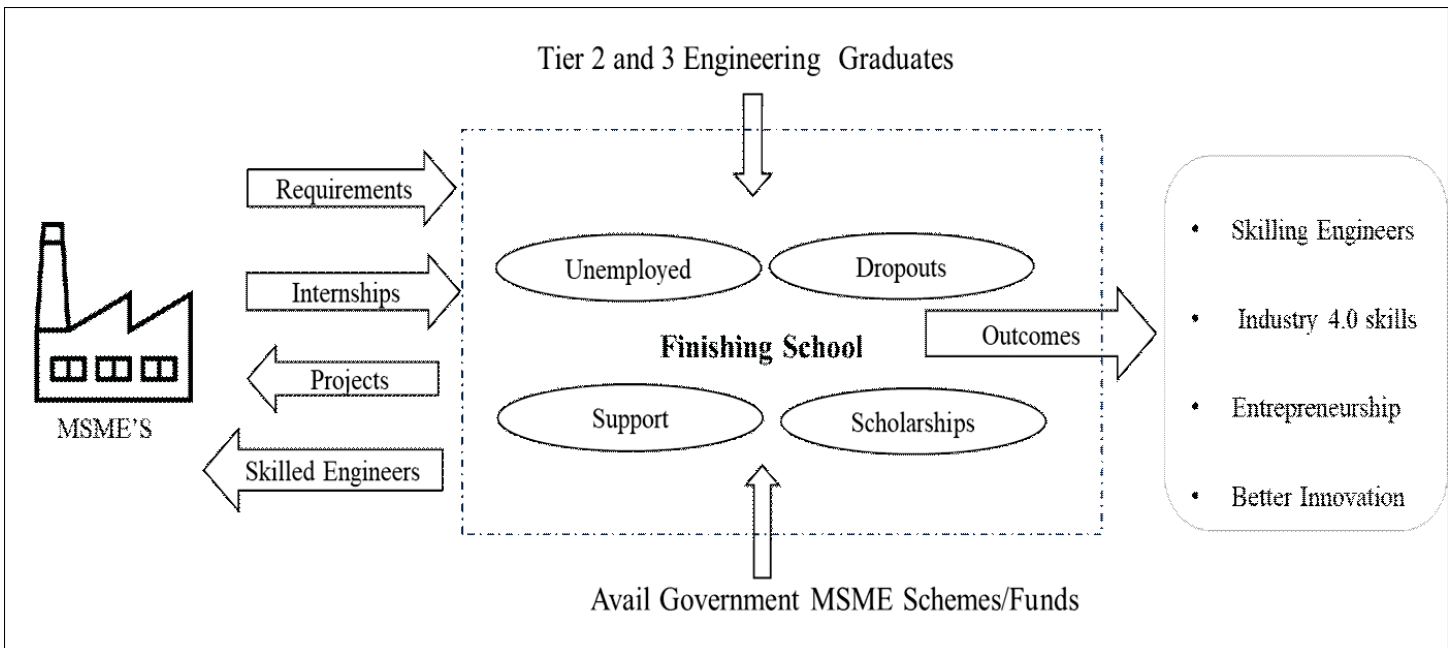 Tier 2 and 3 Engineering Graduates
Requirements
Internships
Projects
Skilled Engineers
MSME'S
Unemployed
Dropouts
Finishing School
Support
Scholarships
Outcomes
• Skilling Engineers
• Industry 4.0 skills
• Entrepreneurship
• Better Innovation
Avail Government MSME Schemes/Funds